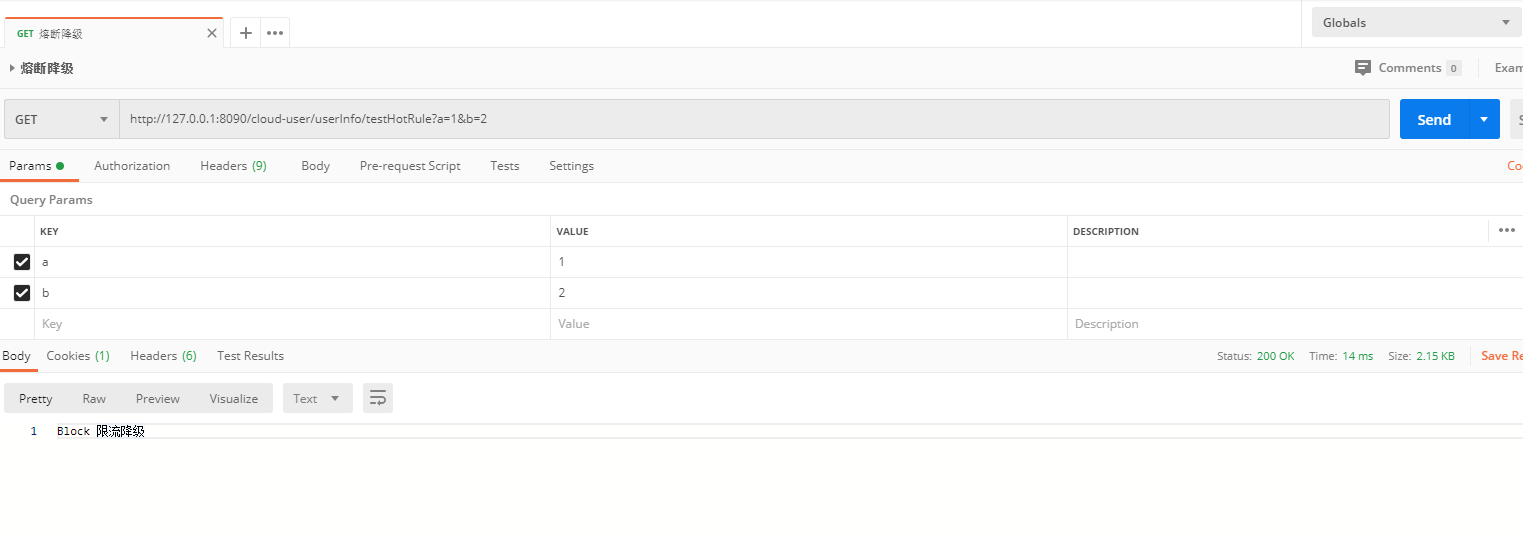 GET 熔断降级
Globals
熔断降级
Comments 0
Exam
GET
http://127.0.0.1:8090/cloud-user/userInfo/testHotRule?a=1&b=2
Send
S
Params
Authorization
Headers (9)
Body
Pre-request Script
Tests
Settings
Co
Query Params
KEY VALUE DESCRIPTION
a 1
b 2
Key Value Description
Body
Cookies (1)
Headers (6)
Test Results
Status: 200 OK
Time: 14 ms
Size: 2.15 KB
Save Re
Pretty
Raw
Preview
Visualize
Text
1 Block 限流降级